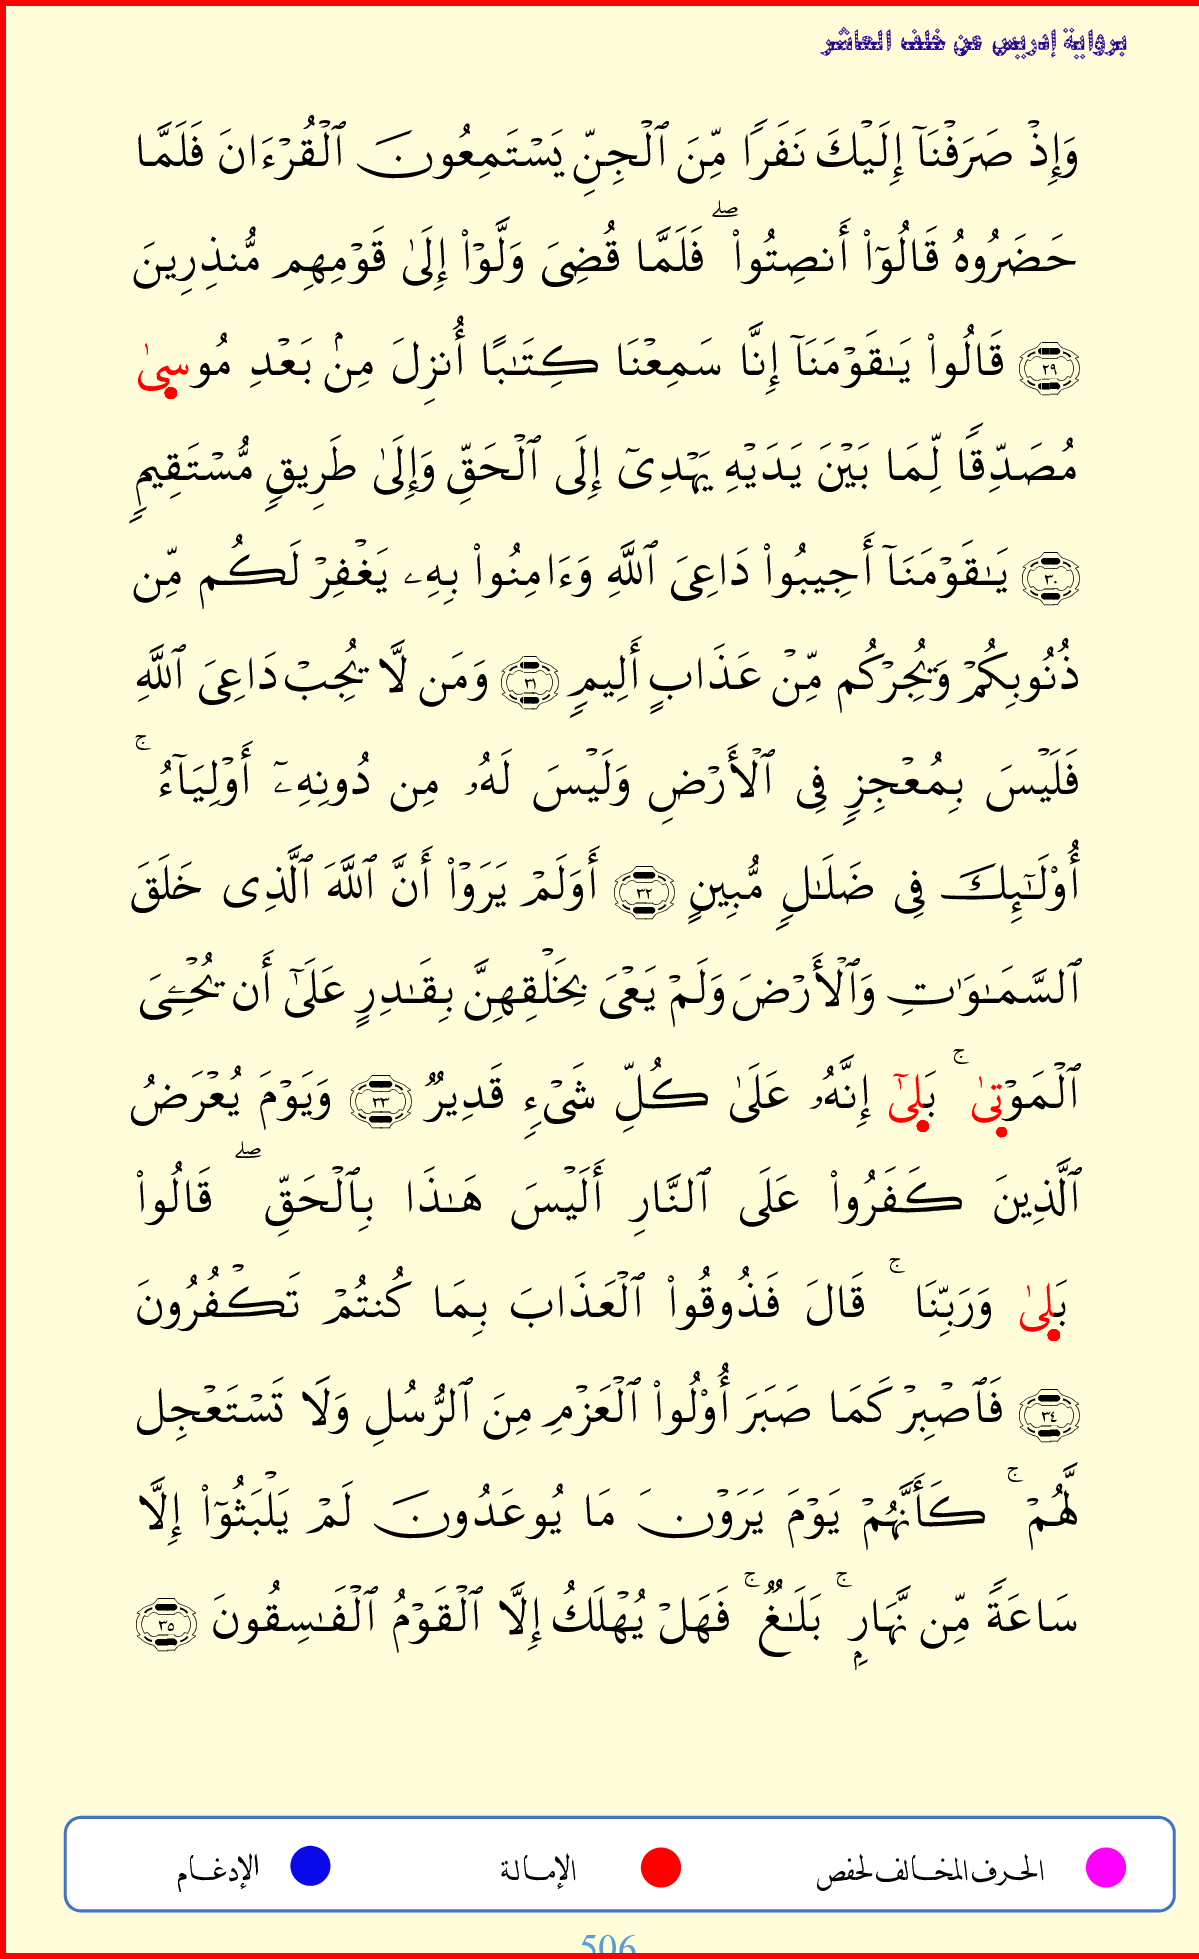 برواية إدريس عن خلف العاشر
وَإِذْ صَرَفْنَآ إِلَيْكَ نَفَرًا مِّنَ ٱلْجِنِّ يَسْتَمِعُونَ ٱلْقُرْءَانَ فَلَمَّا
حَضَرُوهُ قَالُوٓا۟ أَنصِتُوا۟ ۖ فَلَمَّا قُضِىَ وَلَّوْا۟ إِلَىٰ قَوْمِهِم مُّنذِرِينَ
٢٩ قَالُوا۟ يَـٰقَوْمَنَآ إِنَّا سَمِعْنَا كِتَـٰبًا أُنزِلَ مِنۢ بَعْدِ مُوسىٰ
مُصَدِّقًا لِّمَا بَيْنَ يَدَيْهِ يَهْدِىٓ إِلَى ٱلْحَقِّ وَإِلَىٰ طَرِيقٍ مُّسْتَقِيمٍ
٣٠ يَـٰقَوْمَنَآ أَجِيبُوا۟ دَاعِىَ ٱللَّهِ وَءَامِنُوا۟ بِهِۦ يَغْفِرْ لَكُم مِّن
ذُنُوبِكُمْ وَيُجِرْكُم مِّنْ عَذَابٍ أَلِيمٍ ٣١ وَمَن لَّا يُجِبْ دَاعِىَ ٱللَّهِ
فَلَيْسَ بِمُعْجِزٍ فِى ٱلْأَرْضِ وَلَيْسَ لَهُۥ مِن دُونِهِۦٓ أَوْلِيَآءُ ۚ
أُو۟لَـٰٓئِكَ فِى ضَلَـٰلٍ مُّبِينٍ ٣٢ أَوَلَمْ يَرَوْا۟ أَنَّ ٱللَّهَ ٱلَّذِى خَلَقَ
ٱلسَّمَـٰوَٰتِ وَٱلْأَرْضَ وَلَمْ يَعْىَ بِخَلْقِهِنَّ بِقَـٰدِرٍ عَلَىٰٓ أَن يُحْـِۧىَ
ٱلْمَوْتىٰ ۚ بَلىٰٓ إِنَّهُۥ عَلَىٰ كُلِّ شَىْءٍ قَدِيرٌ ٣٣ وَيَوْمَ يُعْرَضُ
ٱلَّذِينَ كَفَرُوا۟ عَلَى ٱلنَّارِ أَلَيْسَ هَـٰذَا بِٱلْحَقِّ ۖ قَالُوا۟
بَلىٰ وَرَبِّنَا ۚ قَالَ فَذُوقُوا۟ ٱلْعَذَابَ بِمَا كُنتُمْ تَكْفُرُونَ
٣٤ فَٱصْبِرْ كَمَا صَبَرَ أُو۟لُوا۟ ٱلْعَزْمِ مِنَ ٱلرُّسُلِ وَلَا تَسْتَعْجِل
لَّهُمْ ۚ كَأَنَّهُمْ يَوْمَ يَرَوْنَ مَا يُوعَدُونَ لَمْ يَلْبَثُوٓا۟ إِلَّا
سَاعَةً مِّن نَّهَارٍۭ ۚ بَلَـٰغٌ ۚ فَهَلْ يُهْلَكُ إِلَّا ٱلْقَوْمُ ٱلْفَـٰسِقُونَ ٣٥
الحرف المخالف لحفص الإمالة الإدغام
506